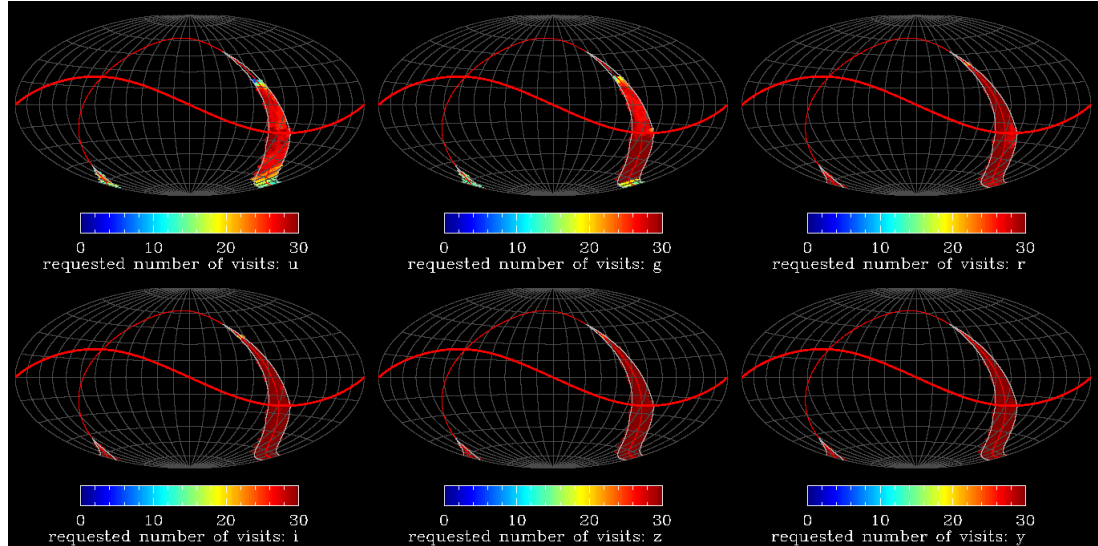 0 10 20 30 0 10 20 30 0 10 20 30
requested number of visits: u requested number of visits: g requested number of visits: r
0 10 20 30 0 10 20 30 0 10 20 30
requested number of visits: i requested number of visits: z requested number of visits: y